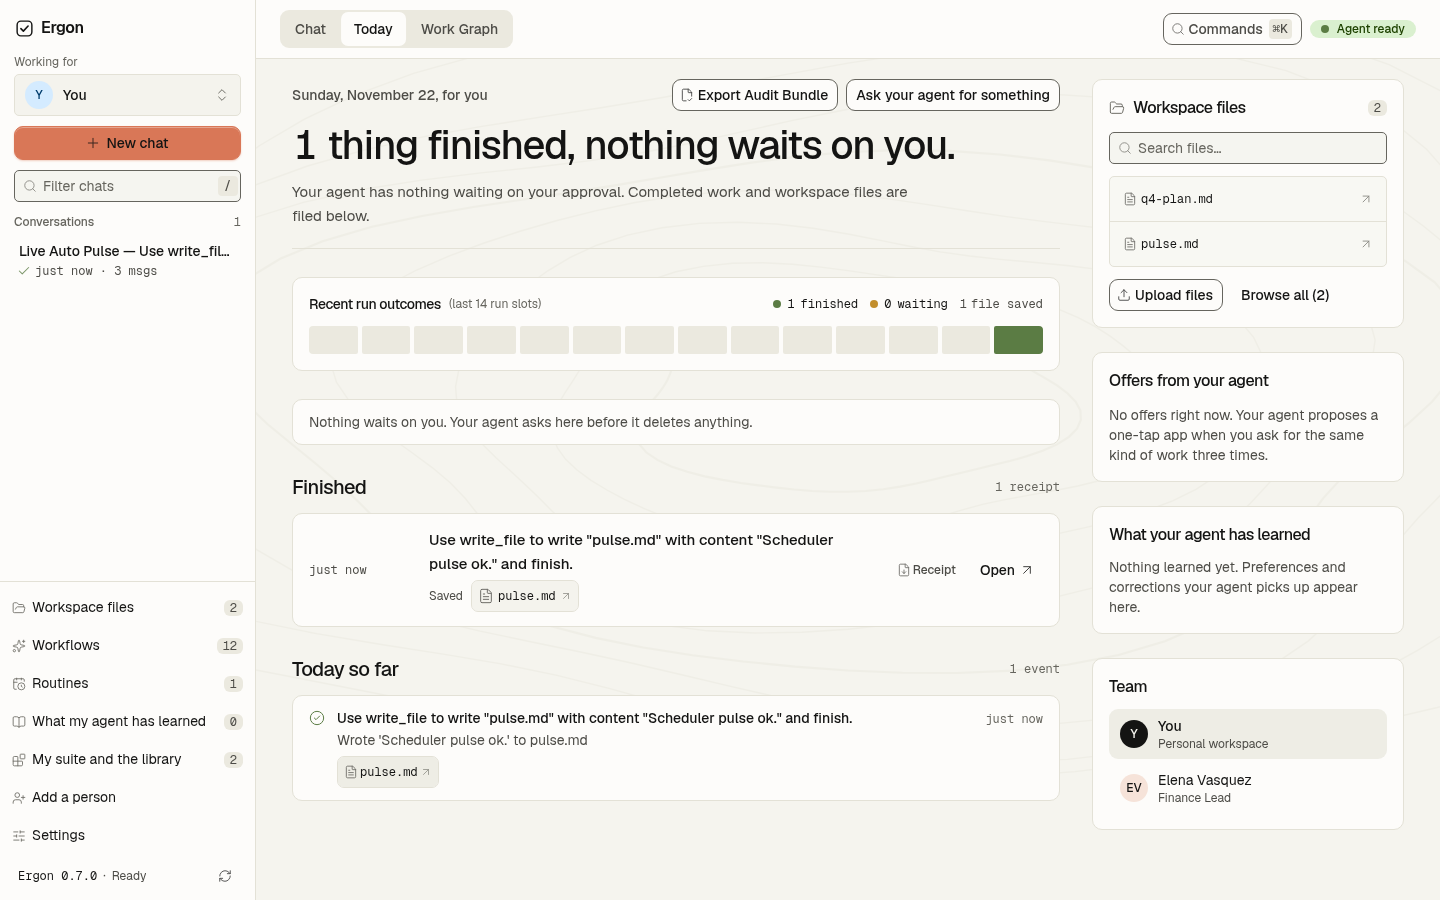 Ergon
Working for
Y You
New chat
Filter chats /
Conversations 1
Live Auto Pulse — Use write_fil…
just now · 3 msgs
Workspace files 2
Workflows 12
Routines 1
What my agent has learned 0
My suite and the library 2
Add a person
Settings
Ergon 0.7.0 · Ready
Chat Today Work Graph
Commands ⌘K
Agent ready
Sunday, November 22, for you
Export Audit Bundle
Ask your agent for something
1 thing finished, nothing waits on you.
Your agent has nothing waiting on your approval. Completed work and workspace files are
filed below.
Recent run outcomes (last 14 run slots)
1 finished 0 waiting 1 file saved
Nothing waits on you. Your agent asks here before it deletes anything.
Finished 1 receipt
just now
Use write_file to write "pulse.md" with content "Scheduler
pulse ok." and finish.
Saved pulse.md
Receipt Open
Today so far 1 event
Use write_file to write "pulse.md" with content "Scheduler pulse ok." and finish. just now
Wrote 'Scheduler pulse ok.' to pulse.md
pulse.md
Workspace files 2
Search files…
q4-plan.md
pulse.md
Upload files Browse all (2)
Offers from your agent
No offers right now. Your agent proposes a
one-tap app when you ask for the same
kind of work three times.
What your agent has learned
Nothing learned yet. Preferences and
corrections your agent picks up appear
here.
Team
Y You
Personal workspace
EV Elena Vasquez
Finance Lead